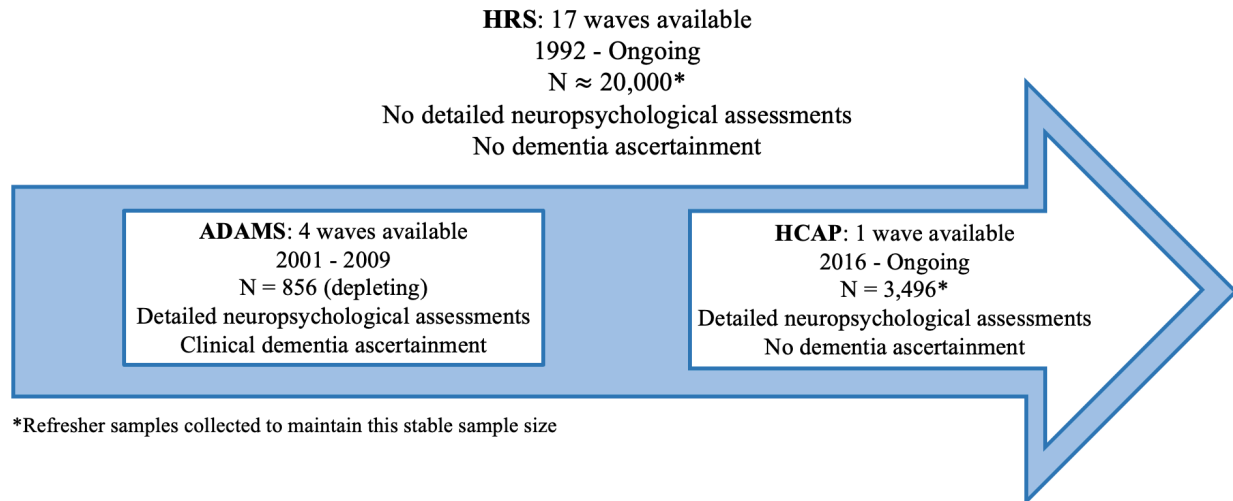 HRS: 17 waves available
1992 - Ongoing
N ≈ 20,000*
No detailed neuropsychological assessments
No dementia ascertainment
ADAMS: 4 waves available
2001 - 2009
N = 856 (depleting)
Detailed neuropsychological assessments
Clinical dementia ascertainment
HCAP: 1 wave available
2016 - Ongoing
N = 3,496*
Detailed neuropsychological assessments
No dementia ascertainment
*Refresher samples collected to maintain this stable sample size